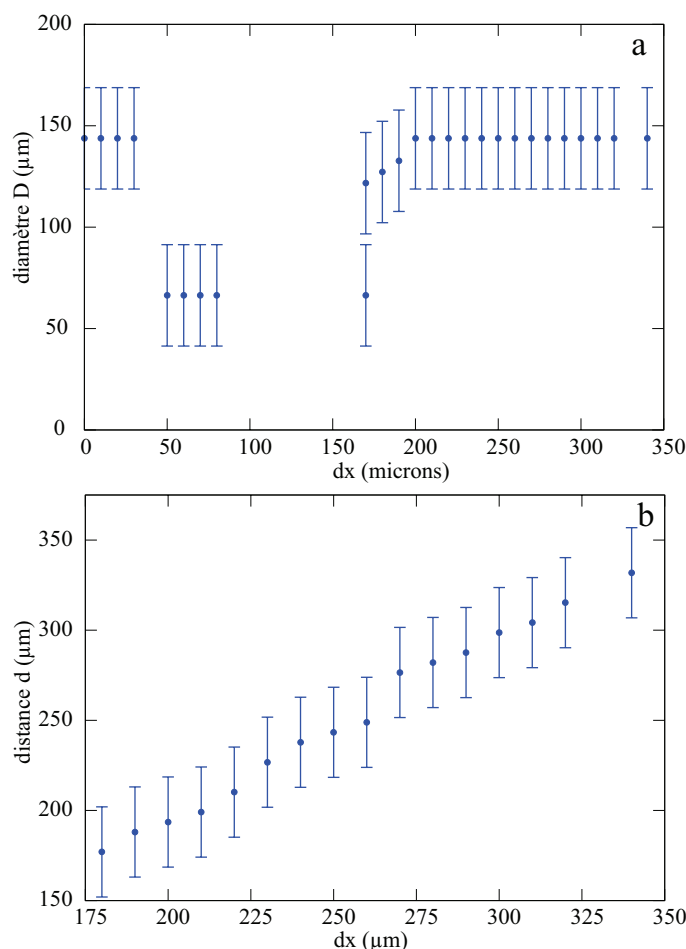 a
200
150
100
50
0
diamètre D (µm)
0 50 100 150 200 250 300 350
dx (microns)
b
350
300
250
200
150
distance d (µm)
175 200 225 250 275 300 325 350
dx (µm)